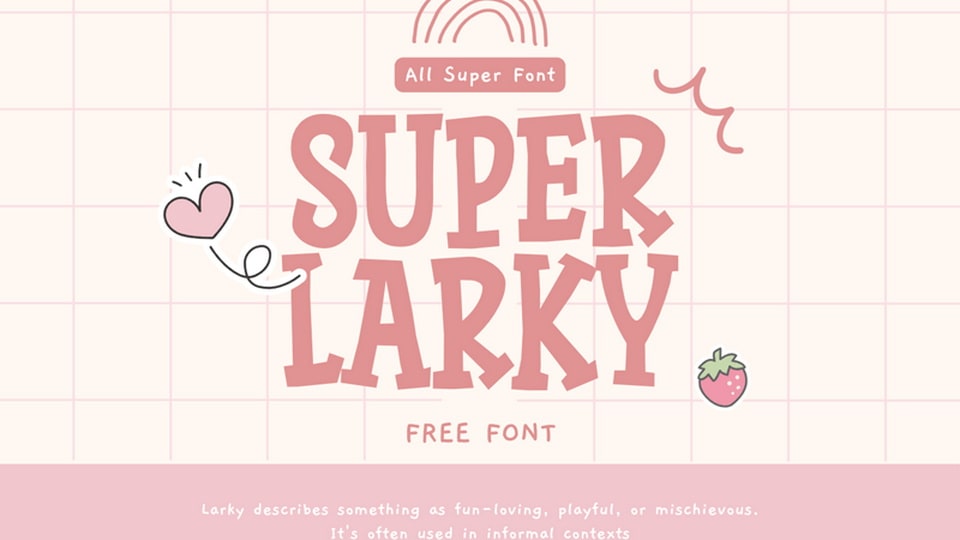 All Super Font
SUPER
LARKY
FREE FONT
Larky describes something as fun-loving, playful, or mischievous.
It's often used in informal contexts